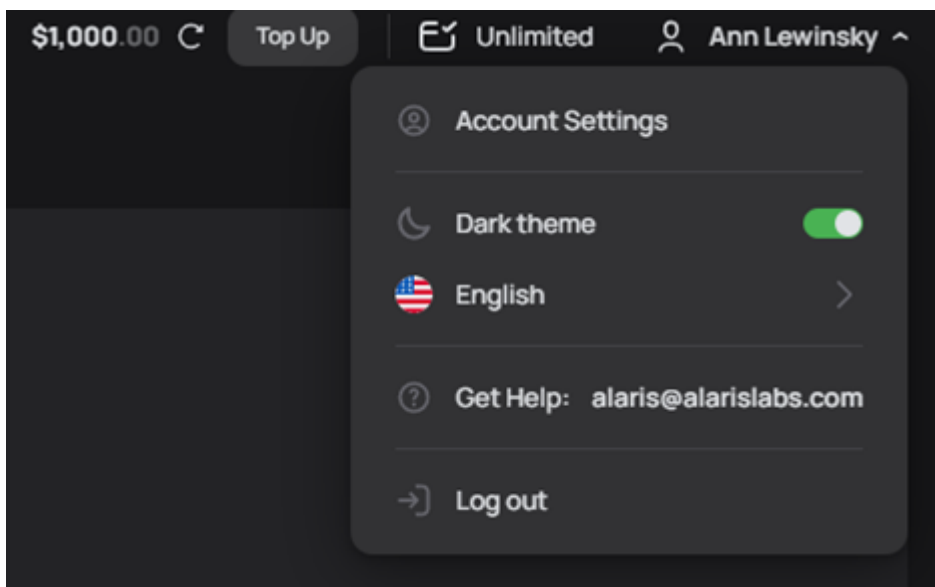 $1,000.00 Top Up Unlimited Ann Lewinsky
Account Settings
Dark theme
English
Get Help: alaris@alarislabs.com
Log out